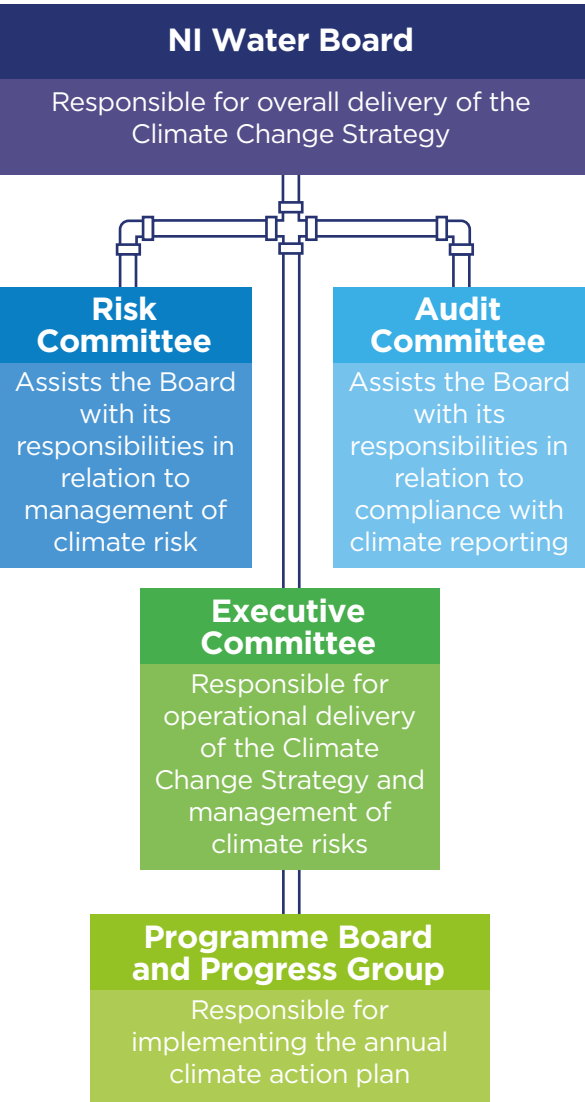 NI Water Board
Responsible for overall delivery of the
Climate Change Strategy
Risk
Committee
Assists the Board
with its
responsibilities in
relation to
management of
climate risk
Audit
Committee
Assists the Board
with its
responsibilities in
relation to
compliance with
climate reporting
Executive
Committee
Responsible for
operational delivery
of the Climate
Change Strategy and
management of
climate risks
Programme Board
and Progress Group
Responsible for
implementing the annual
climate action plan